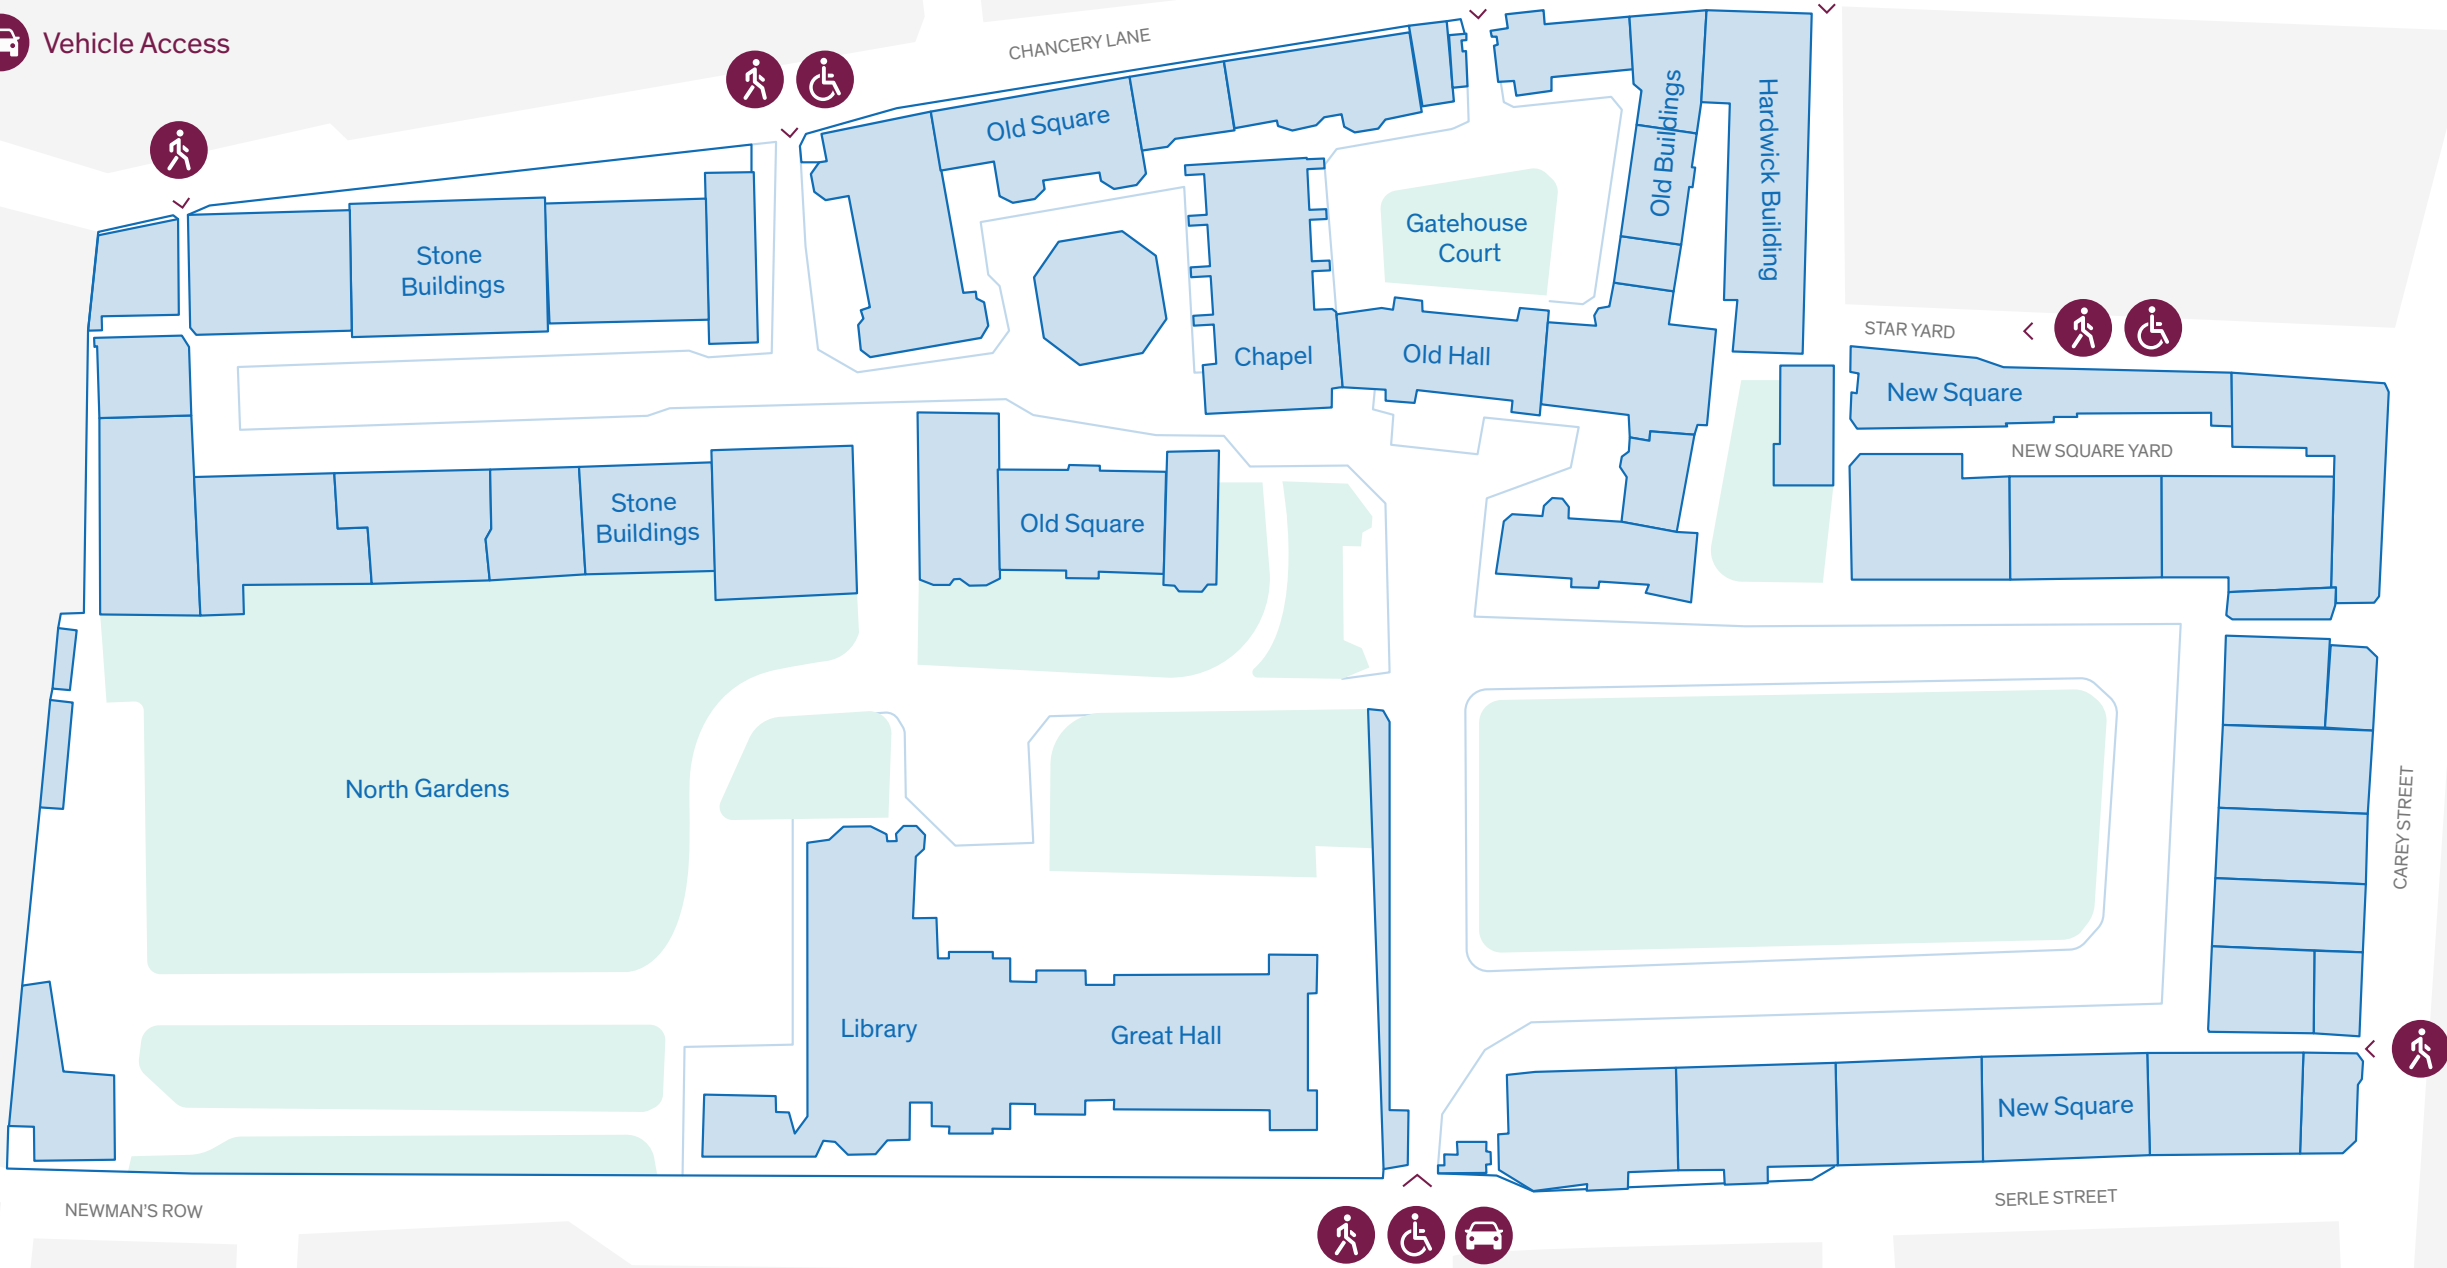 Vehicle Access
CHANCERY LANE
Old Square
Old Buildings
Old Buildings
Hardwick Building
Stone
Buildings
Gatehouse
Court
STAR YARD
Chapel
Old Hall
New Square
NEW SQUARE YARD
Stone
Buildings
Old Square
North Gardens
CAREY STREET
Library
Great Hall
New Square
NEWMAN'S ROW
SERLE STREET